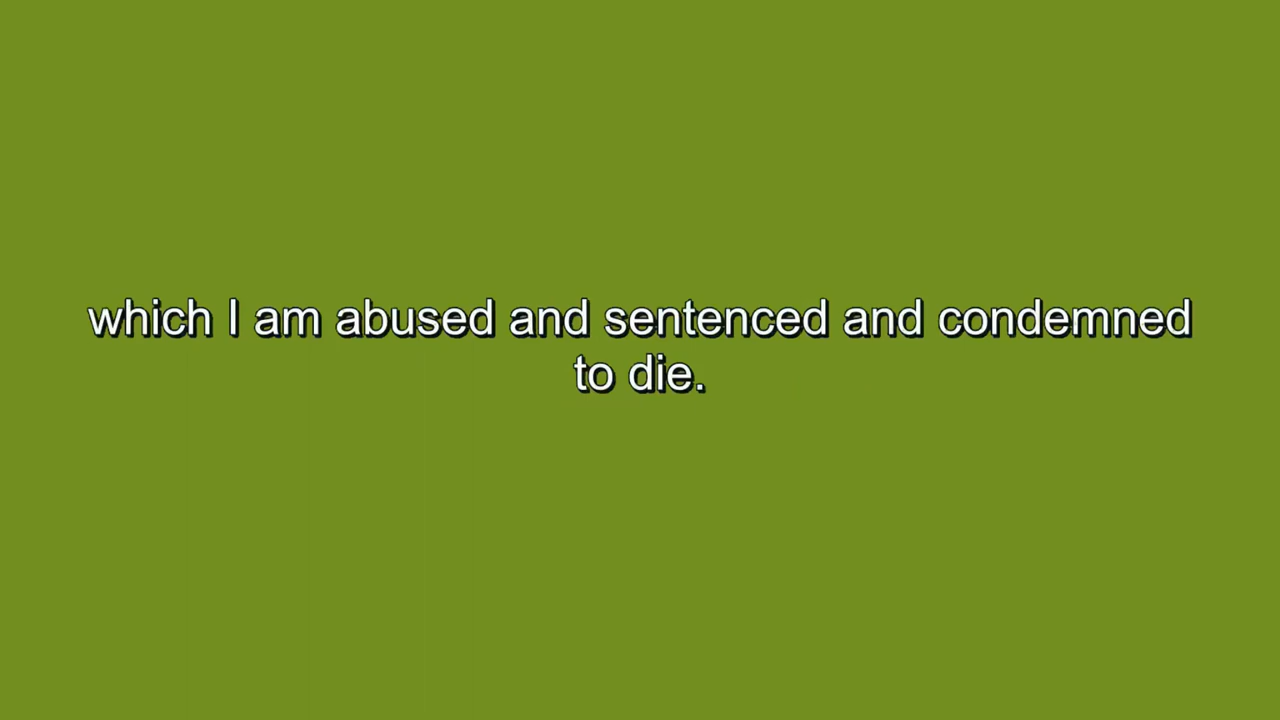 which I am abused and sentenced and condemned
to die.